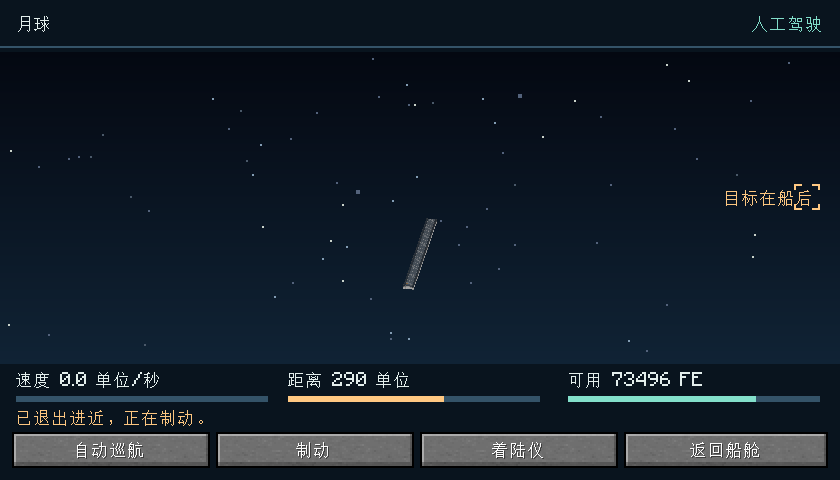 月球
人工驾驶
目标在船后
速度 0.0 单位/秒
距离 290 单位
可用 73496 FE
已退出进近，正在制动。
自动巡航
制动
着陆仪
返回船舱